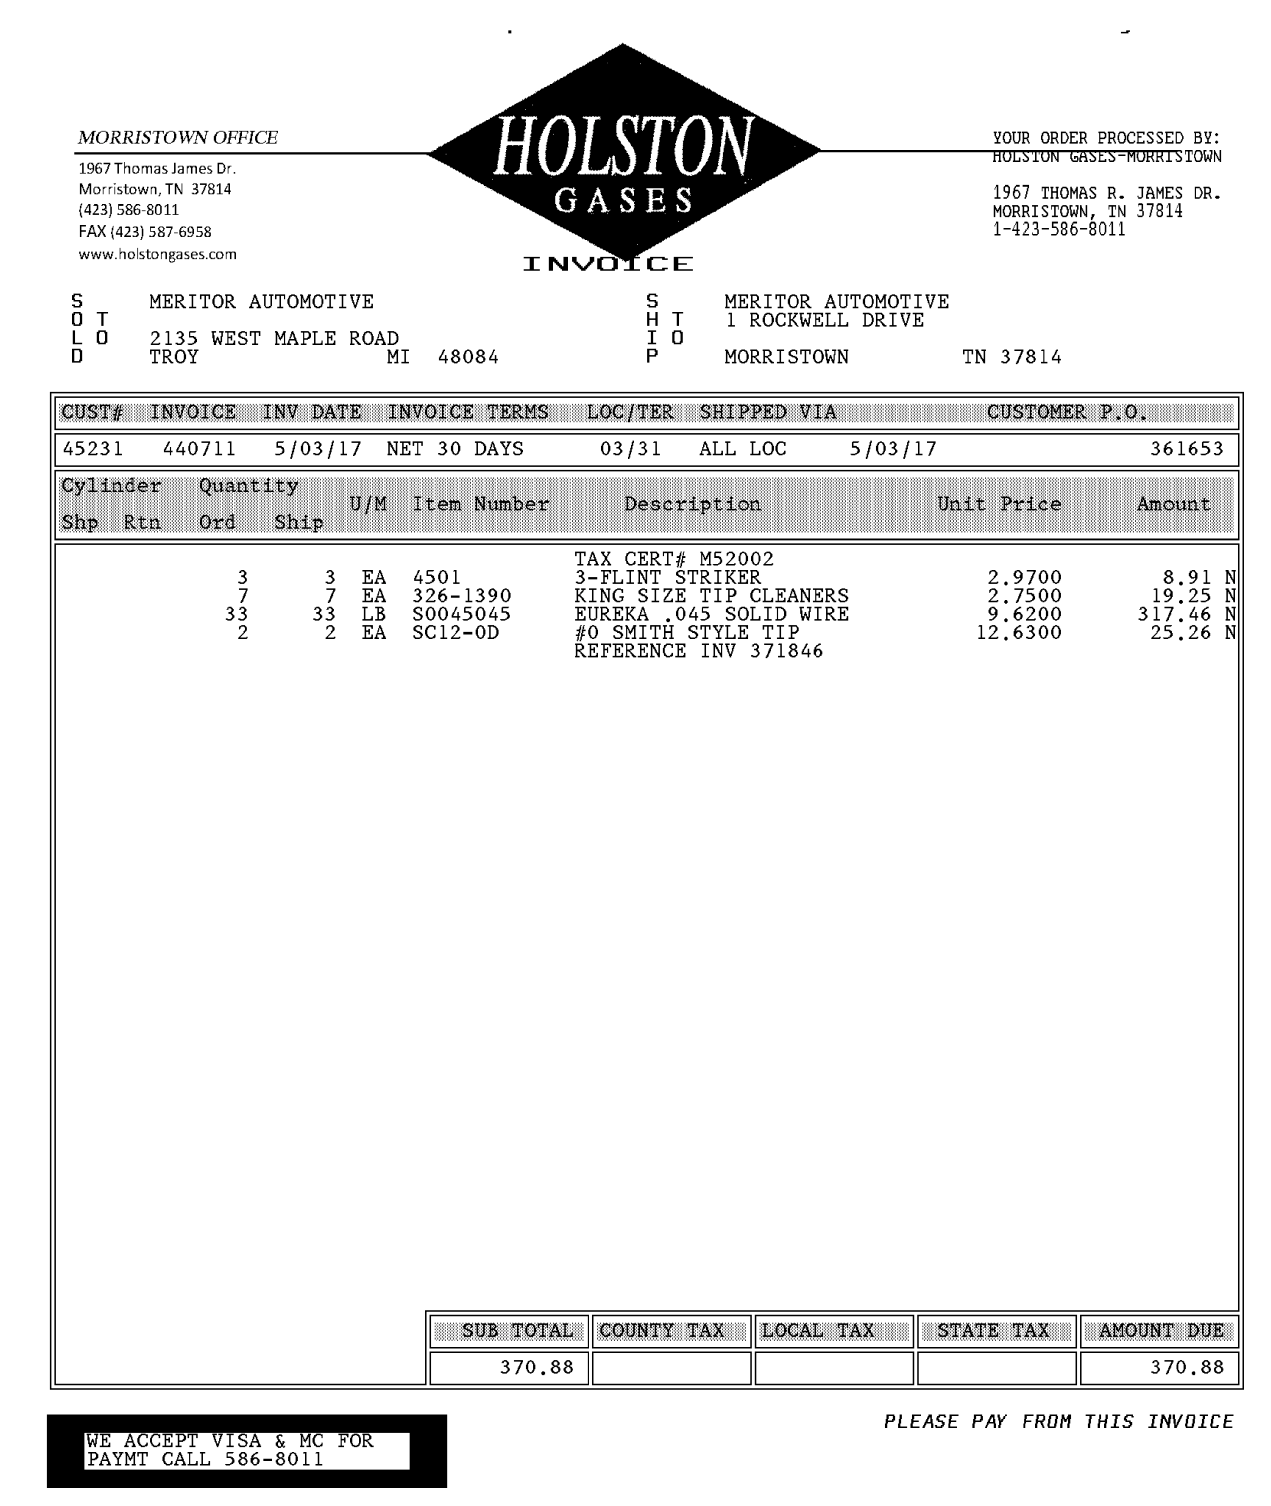 HOLSTON
GASES
MORRISTOWN OFFICE
1967 Thomas James Dr.
Morristown, TN 37814
(423) 586-8011
FAX (423) 587-6958
www.holstongases.com
YOUR ORDER PROCESSED BY:
HOLSTON GASES-MORRISTOWN
1967 THOMAS R. JAMES DR.
MORRISTOWN, TN 37814
1-423-586-8011
INVOICE
SOLD TO
MERITOR AUTOMOTIVE
2135 WEST MAPLE ROAD
TROY MI 48084
SHIP TO
MERITOR AUTOMOTIVE
1 ROCKWELL DRIVE
MORRISTOWN TN 37814
CUST# INVOICE INV DATE INVOICE TERMS LOC/TER SHIPPED VIA CUSTOMER P.O.
45231 440711 5/03/17 NET 30 DAYS 03/31 ALL LOC 5/03/17 361653
Cylinder Quantity
U/M Item Number Description Unit Price Amount
Shp Rtn Ord Ship
TAX CERT# M52002
3 3 EA 4501 3-FLINT STRIKER 2.9700 8.91 N
7 7 EA 326-1390 KING SIZE TIP CLEANERS 2.7500 19.25 N
33 33 LB S0045045 EUREKA .045 SOLID WIRE 9.6200 317.46 N
2 2 EA SC12-0D #0 SMITH STYLE TIP 12.6300 25.26 N
REFERENCE INV 371846
SUB TOTAL COUNTY TAX LOCAL TAX STATE TAX AMOUNT DUE
370.88 370.88
PLEASE PAY FROM THIS INVOICE
WE ACCEPT VISA & MC FOR
PAYMT CALL 586-8011